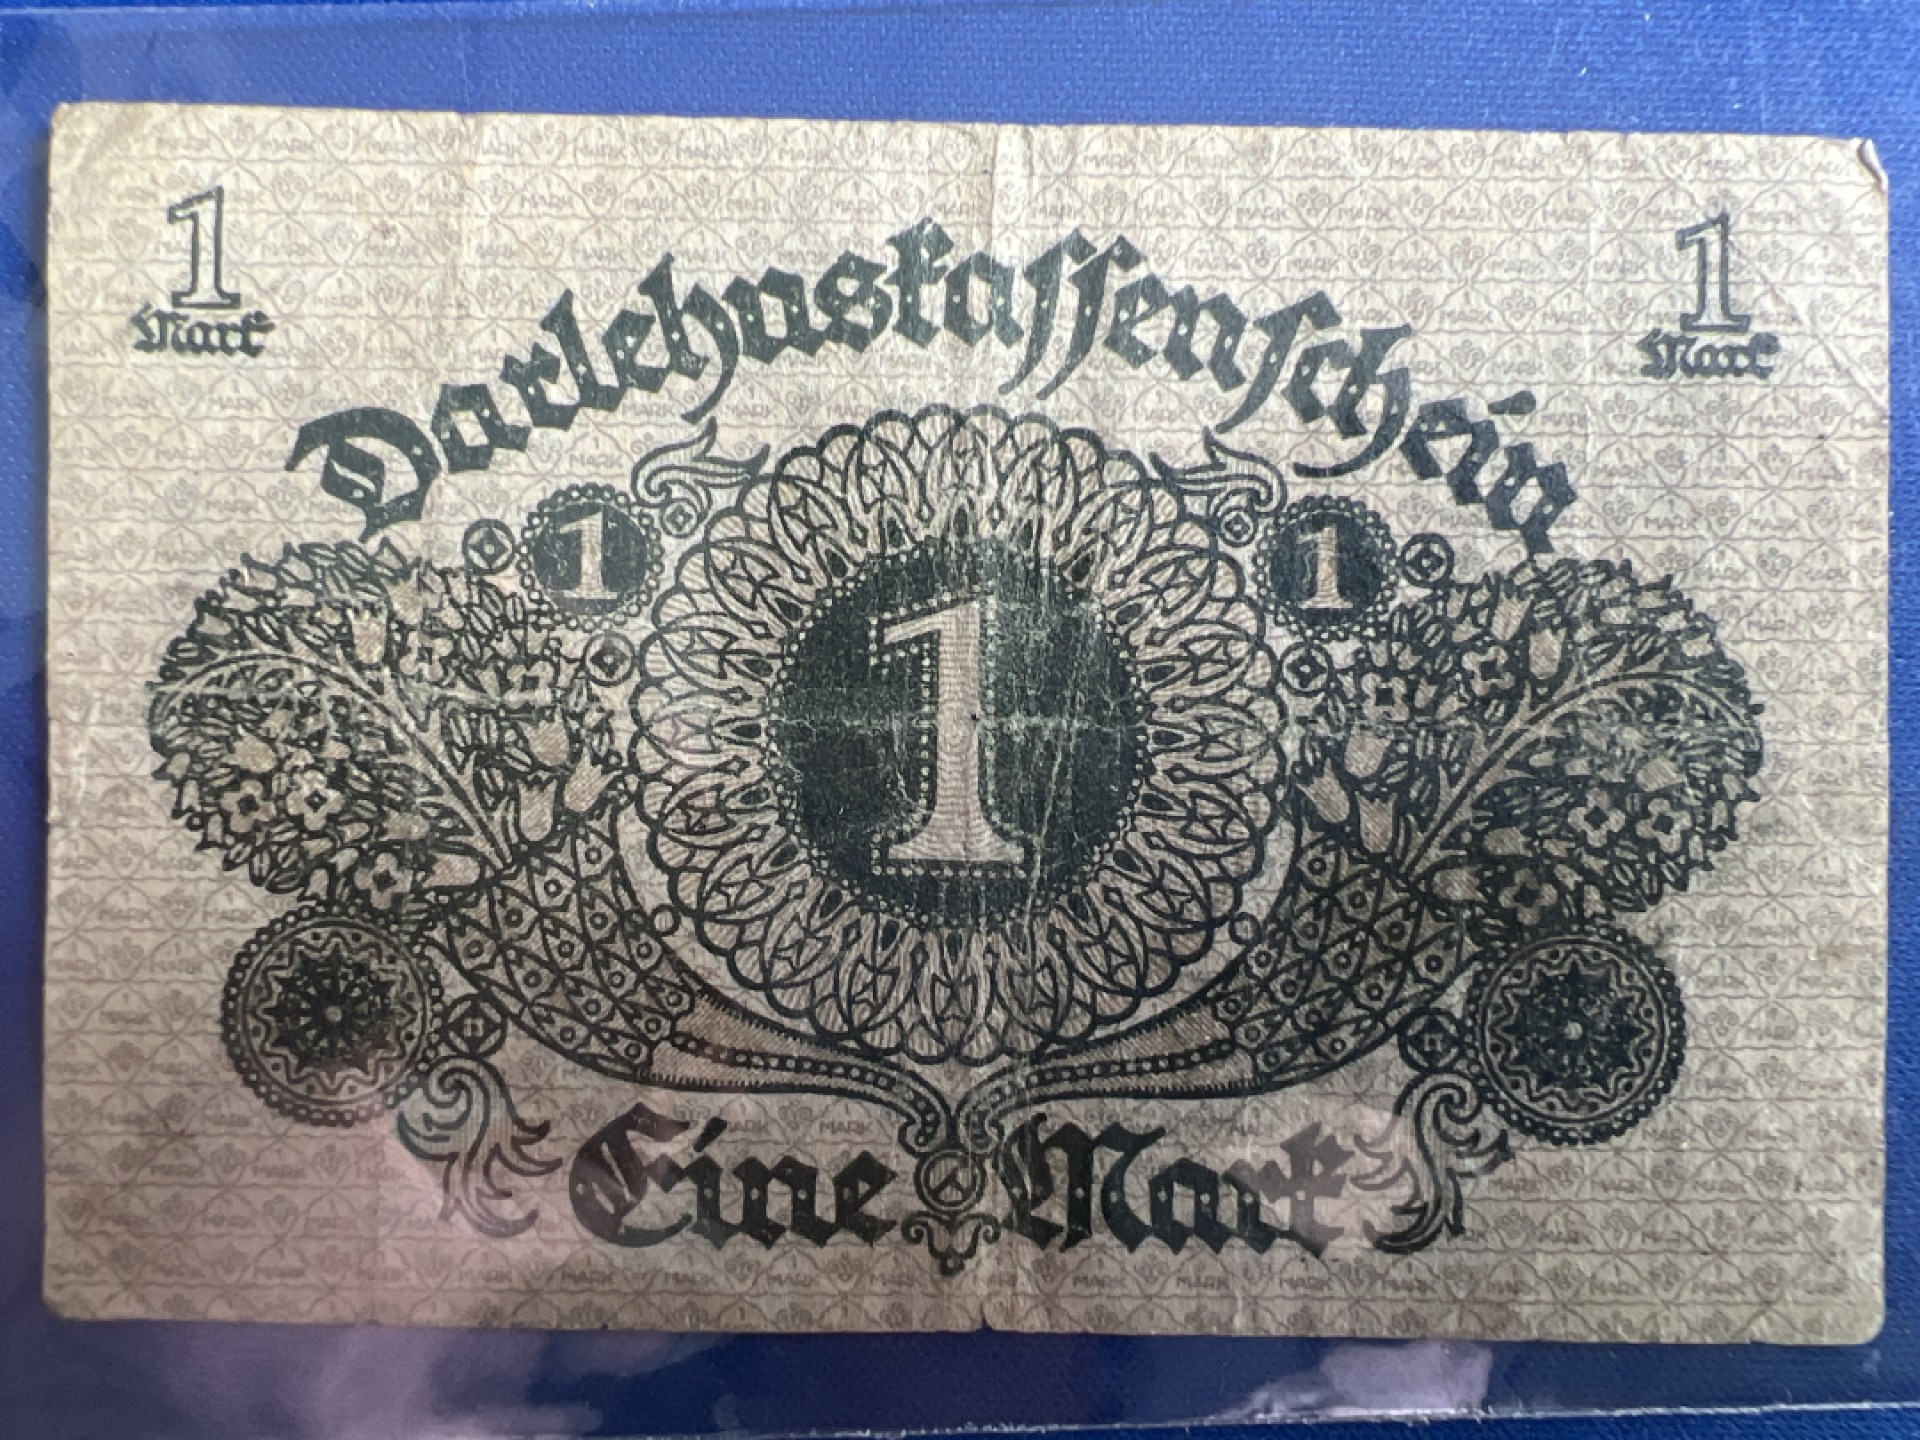 1 1
Mark Mark
Darlehnskassenschein
1 1
1
Eine Mark